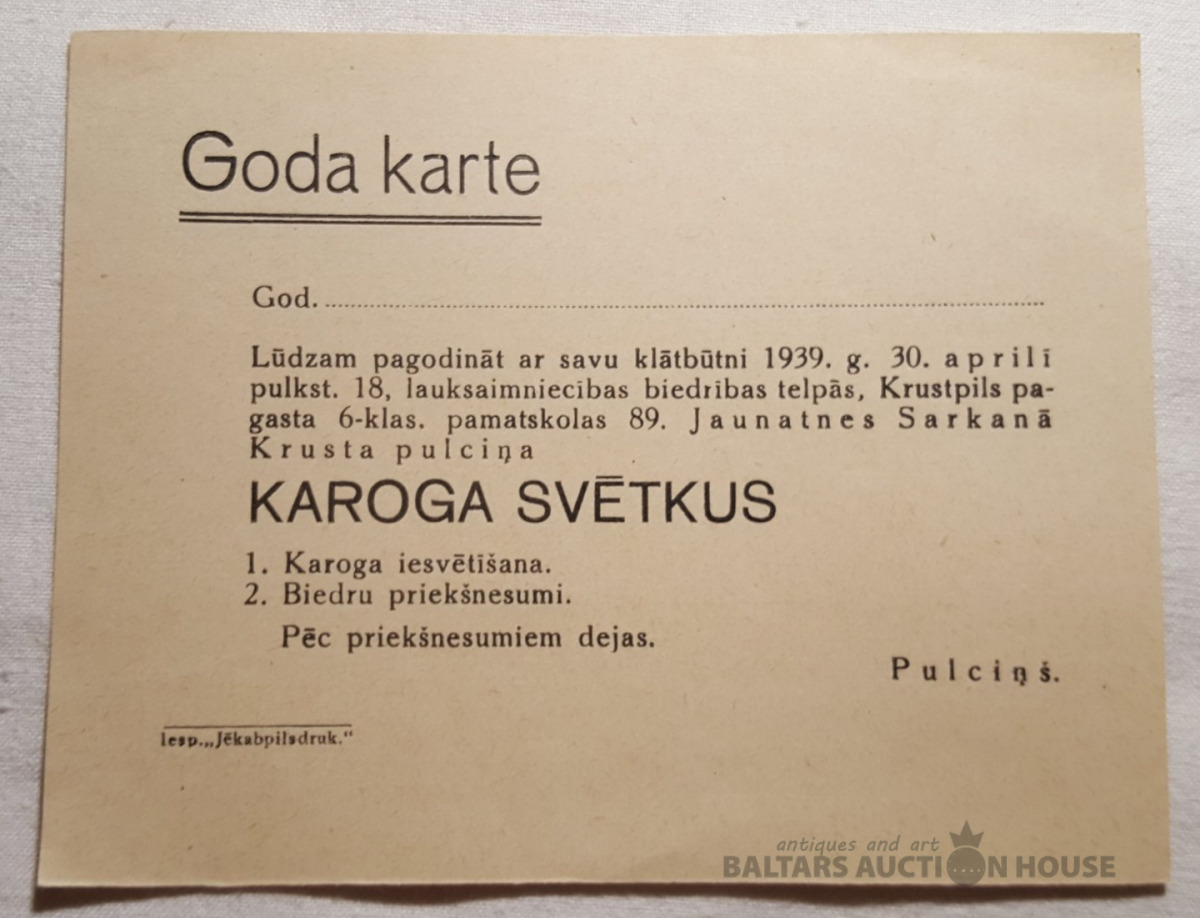 Goda karte
God.
Lūdzam pagodināt ar savu klātbūtni 1939. g. 30. aprilī
pulkst. 18, lauksaimniecības biedrības telpās, Krustpils pa-
gasta 6-klas. pamatskolas 89. Jaunatnes Sarkanā
Krusta pulciņa
KAROGA SVĒTKUS
1. Karoga iesvētīšana.
2. Biedru priekšnesumi.
Pēc priekšnesumiem dejas.
Pulciņš.
Iesp. „Jēkabpilsdruk.“
antiques and art
BALTARS AUCTION HOUSE